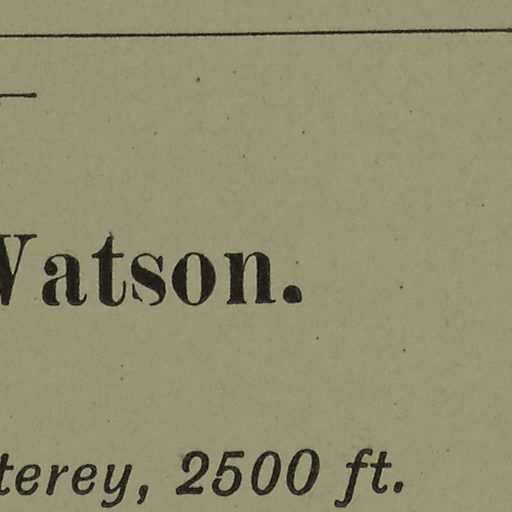 Watson.
terey, 2500 ft.